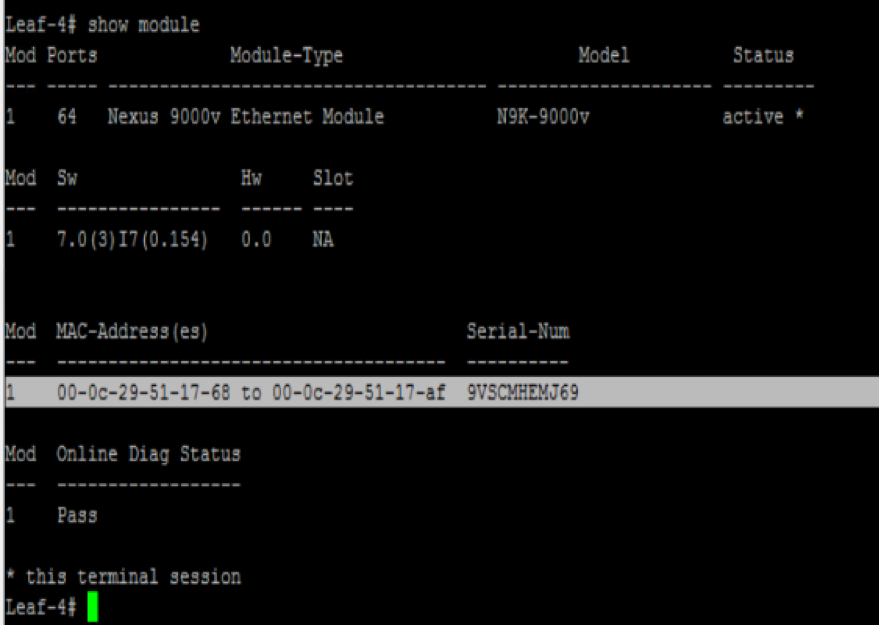 Leaf-4# show module
Mod Ports             Module-Type                       Model          Status
--- ----- ------------------------------------- --------------------- ---------
1    64   Nexus 9000v Ethernet Module           N9K-9000v             active *
Mod  Sw                Hw     Slot
---  ----------------  ------ ----
1    7.0(3)I7(0.154)   0.0    NA
Mod  MAC-Address(es)                         Serial-Num
---  --------------------------------------  ----------
1    00-0c-29-51-17-68 to 00-0c-29-51-17-af  9VSCMHEMJ69
Mod  Online Diag Status
---  ------------------
1    Pass
* this terminal session
Leaf-4#